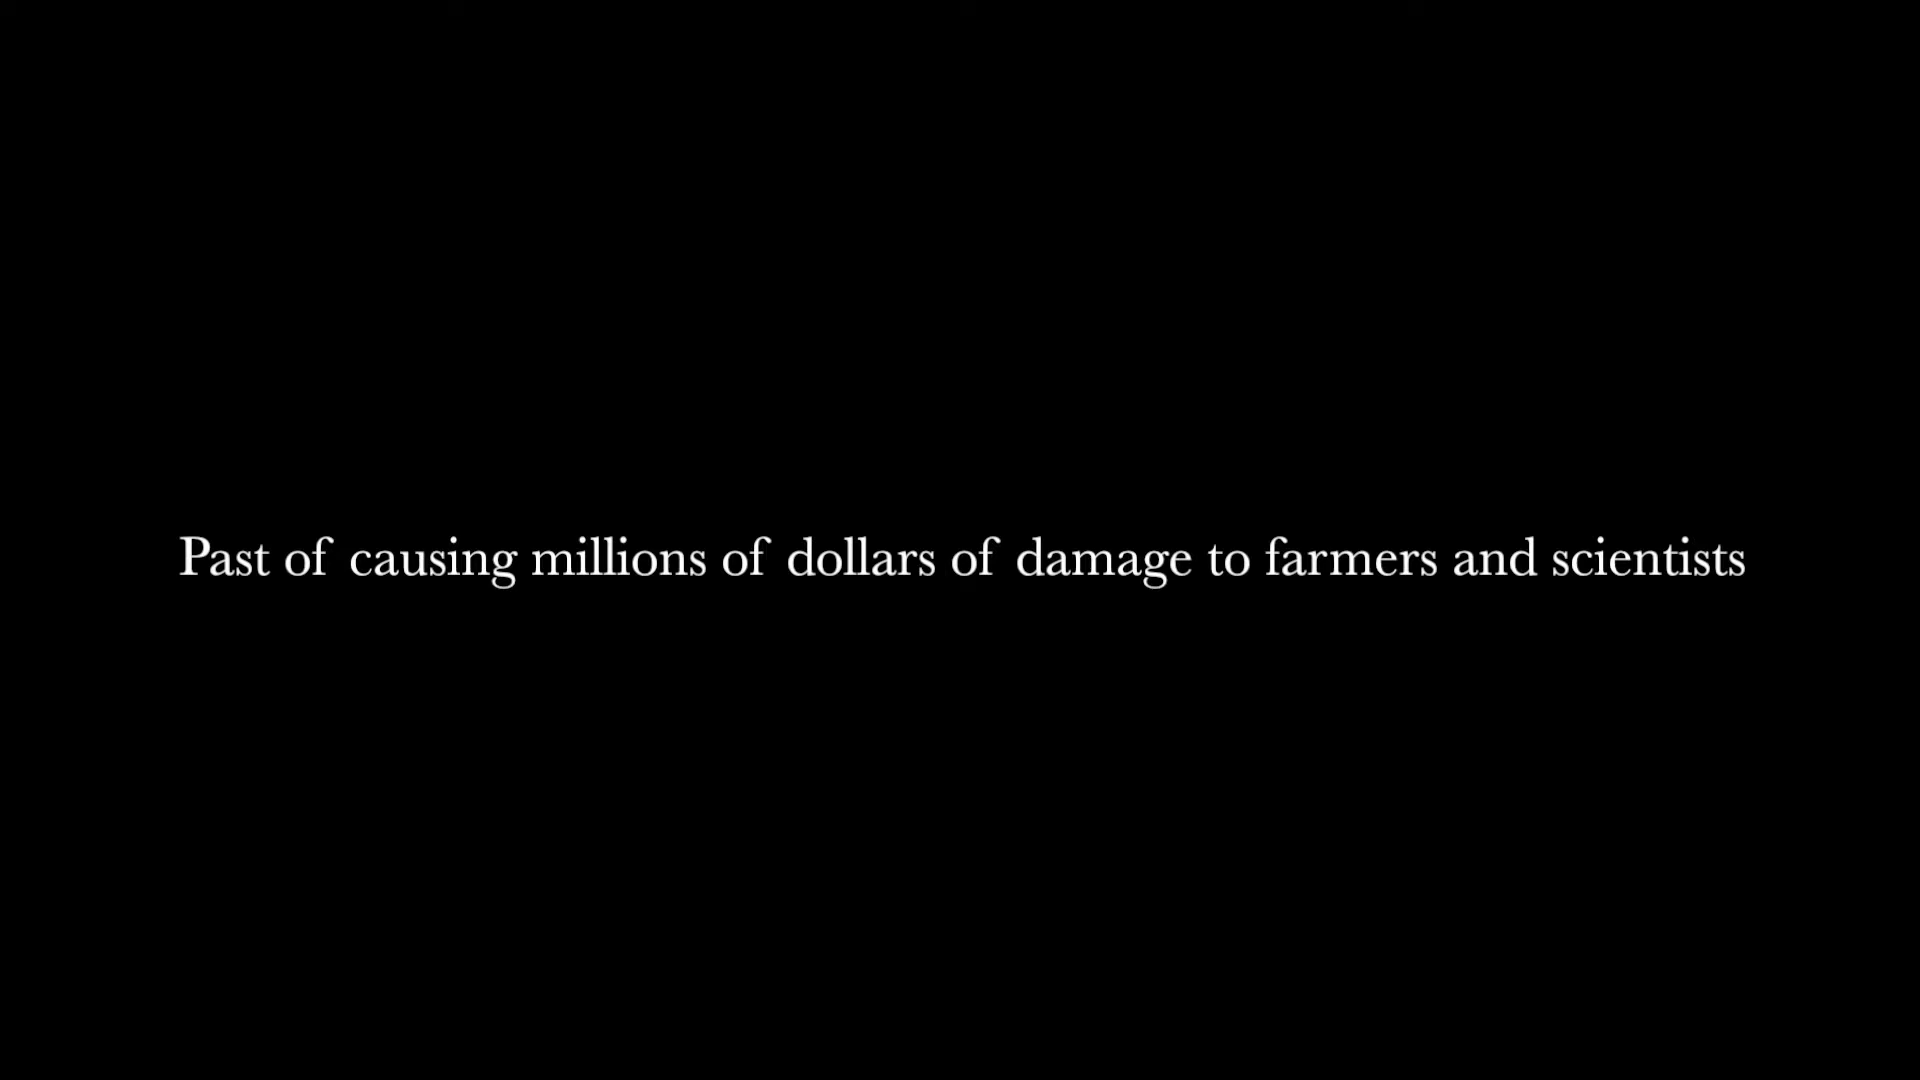 Past of causing millions of dollars of damage to farmers and scientists